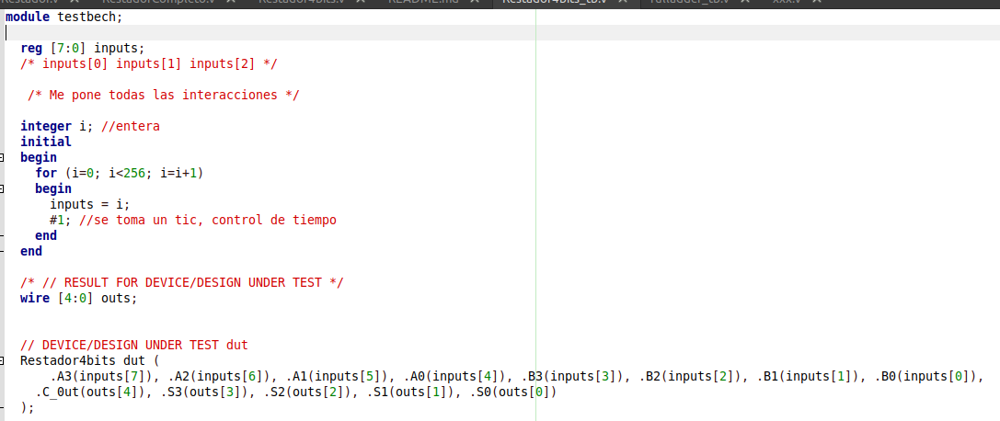 Restador.v RestadorCompleto.v Restador4Bits.v README.md Restador4bits_tb.v Fulladder_tb.v xxx.v
module testbech;
reg [7:0] inputs;
/* inputs[0] inputs[1] inputs[2] */
/* Me pone todas las interacciones */
integer i; //entera
initial
begin
for (i=0; i<256; i=i+1)
begin
inputs = i;
#1; //se toma un tic, control de tiempo
end
end
/* // RESULT FOR DEVICE/DESIGN UNDER TEST */
wire [4:0] outs;
// DEVICE/DESIGN UNDER TEST dut
Restador4bits dut (
.A3(inputs[7]), .A2(inputs[6]), .A1(inputs[5]), .A0(inputs[4]), .B3(inputs[3]), .B2(inputs[2]), .B1(inputs[1]), .B0(inputs[0]),
.C_0ut(outs[4]), .S3(outs[3]), .S2(outs[2]), .S1(outs[1]), .S0(outs[0])
);